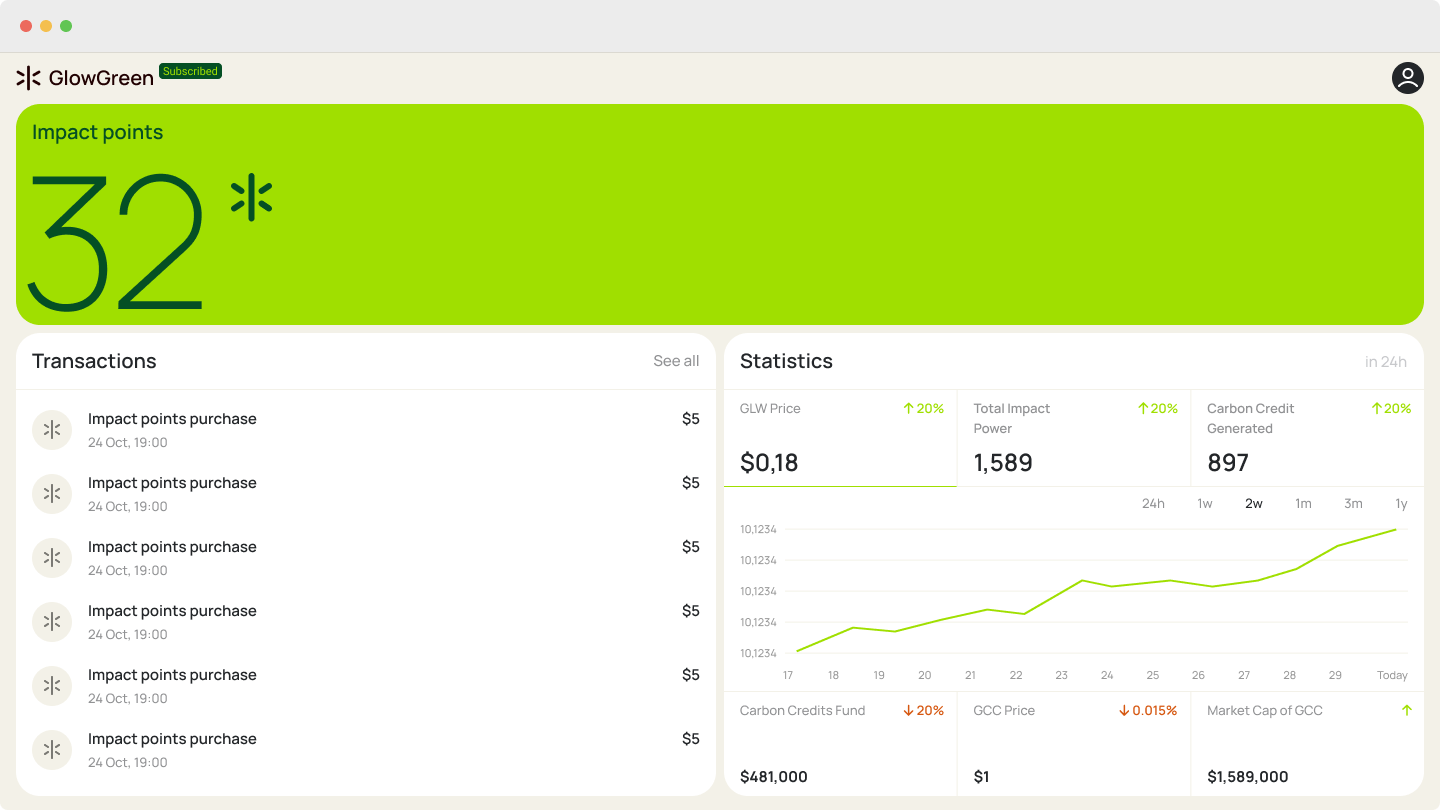 GlowGreen Subscribed
Impact points
32
Transactions See all
Impact points purchase $5
24 Oct, 19:00
Impact points purchase $5
24 Oct, 19:00
Impact points purchase $5
24 Oct, 19:00
Impact points purchase $5
24 Oct, 19:00
Impact points purchase $5
24 Oct, 19:00
Impact points purchase $5
24 Oct, 19:00
Statistics in 24h
GLW Price ↑ 20%
$0,18
Total Impact ↑ 20%
Power
1,589
Carbon Credit ↑ 20%
Generated
897
24h 1w 2w 1m 3m 1y
10,1234
10,1234
10,1234
10,1234
10,1234
17 18 19 20 21 22 23 24 25 26 27 28 29 Today
Carbon Credits Fund ↓ 20%
$481,000
GCC Price ↓ 0.015%
$1
Market Cap of GCC ↑
$1,589,000